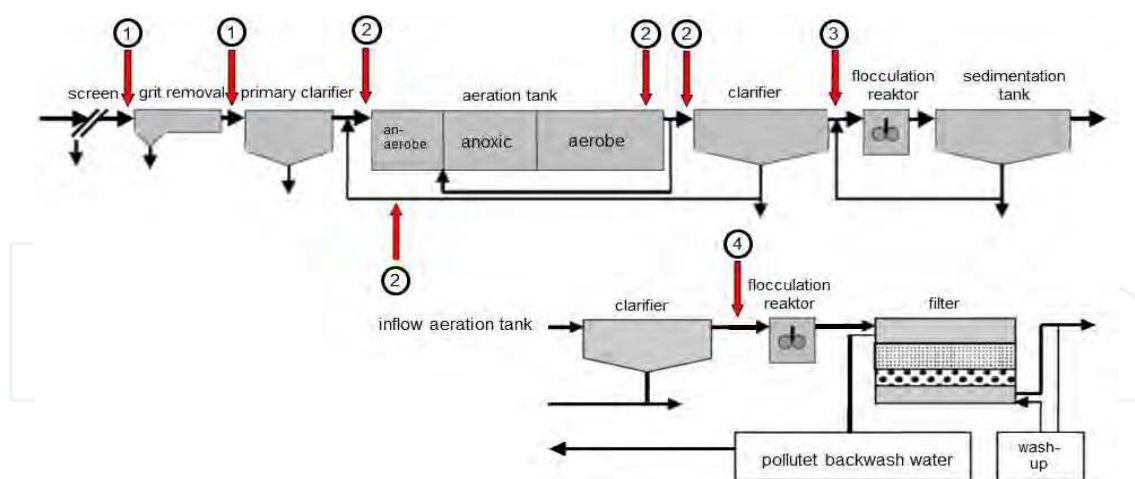 1
1
2
2
2
3
screen
grit removal
primary clarifier
aeration tank
clarifier
flocculation
reaktor
sedimentation
tank
an-
aerobe
anoxic
aerobe
2
4
inflow aeration tank
clarifier
flocculation
reaktor
filter
pollutet backwash water
wash-
up